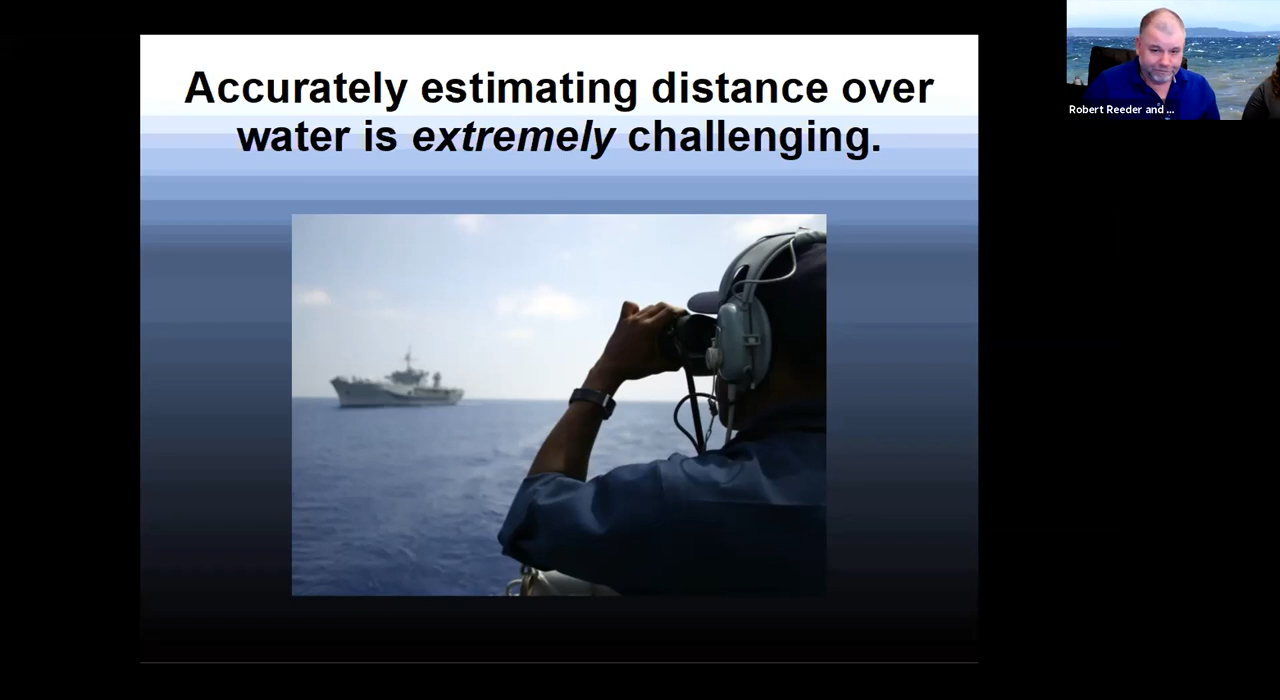 Accurately estimating distance over
water is extremely challenging.
Robert Reeder and ...